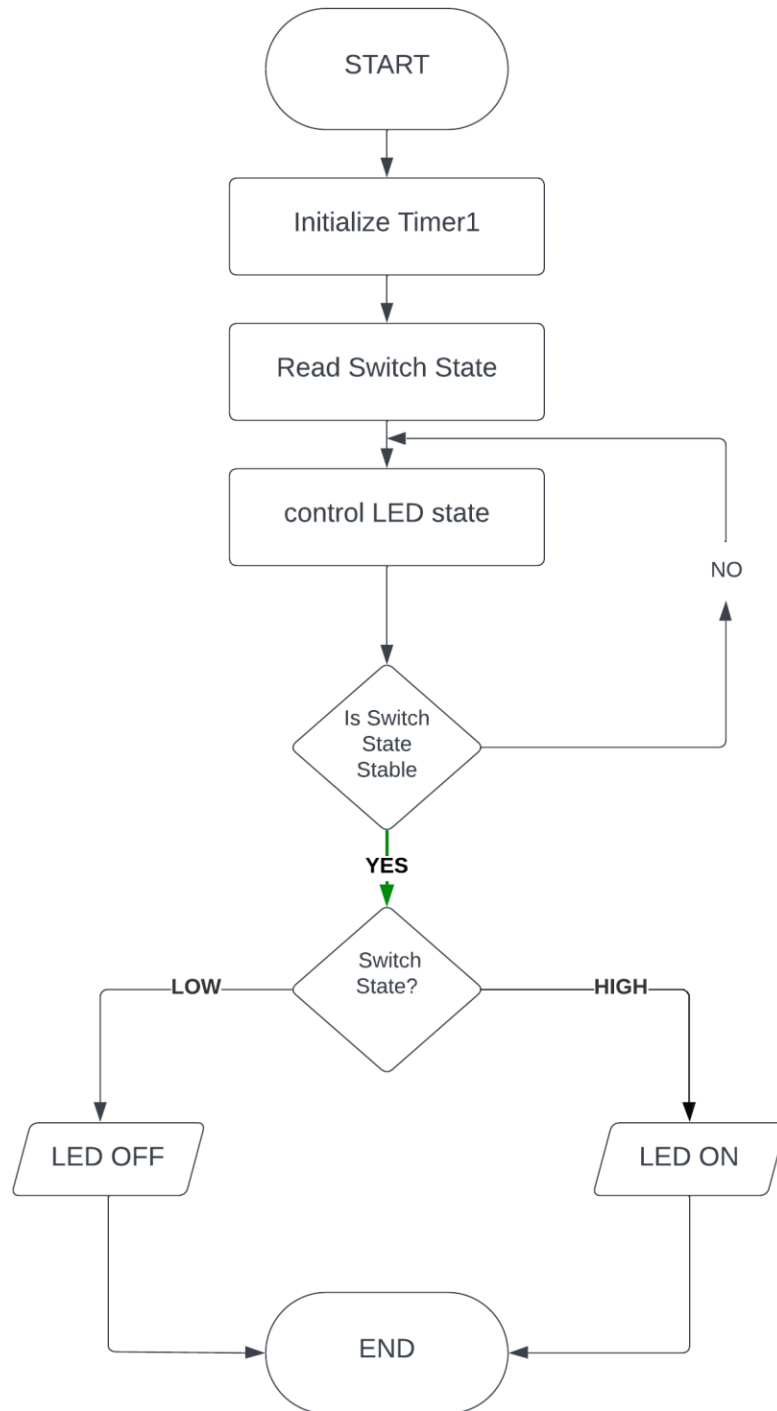 START
Initialize Timer1
Read Switch State
control LED state
NO
Is Switch
State
Stable
YES
Switch
State?
LOW
HIGH
LED OFF
LED ON
END